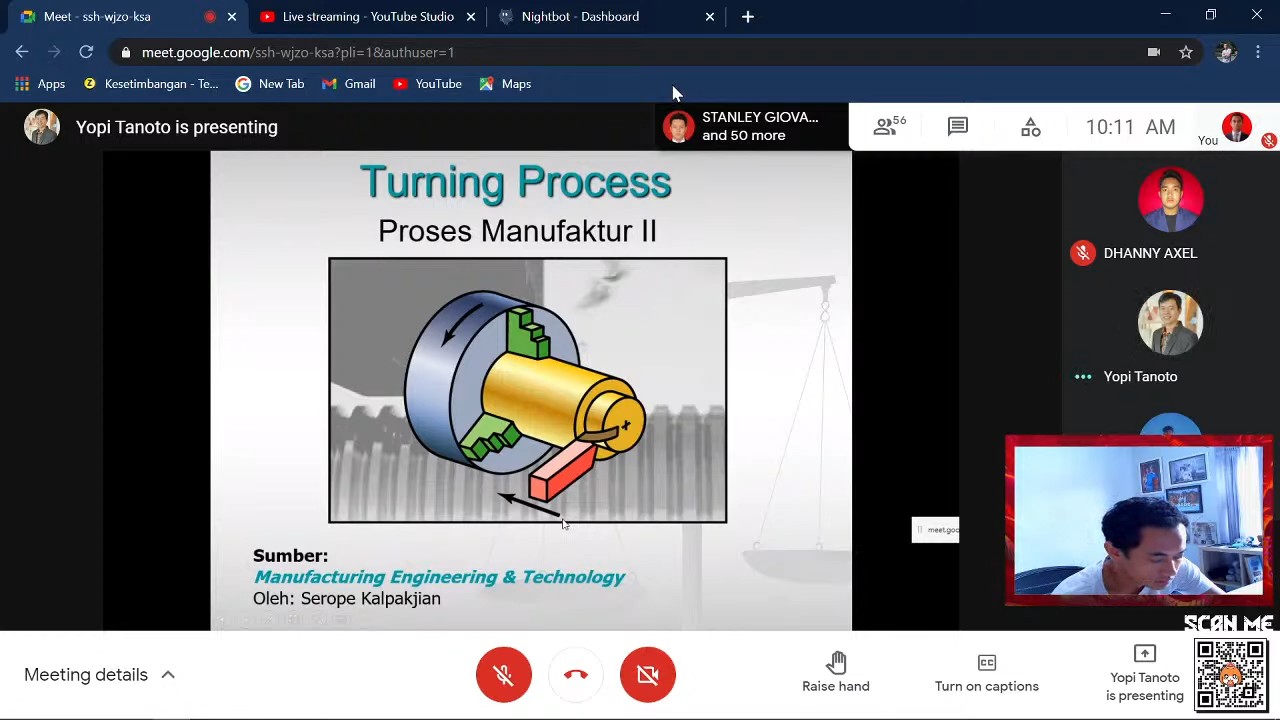 Meet - ssh-wjzo-ksa
Live streaming - YouTube Studio
Nightbot - Dashboard
meet.google.com/ssh-wjzo-ksa?pli=1&authuser=1
Apps
Kesetimbangan - Te...
New Tab
Gmail
YouTube
Maps
Yopi Tanoto is presenting
STANLEY GIOVA...
and 50 more
56
10:11 AM
You
Turning Process
Proses Manufaktur II
DHANNY AXEL
Yopi Tanoto
meet.goo
Sumber:
Manufacturing Engineering & Technology
Oleh: Serope Kalpakjian
SCAN ME
Meeting details
Raise hand
Turn on captions
Yopi Tanoto
is presenting